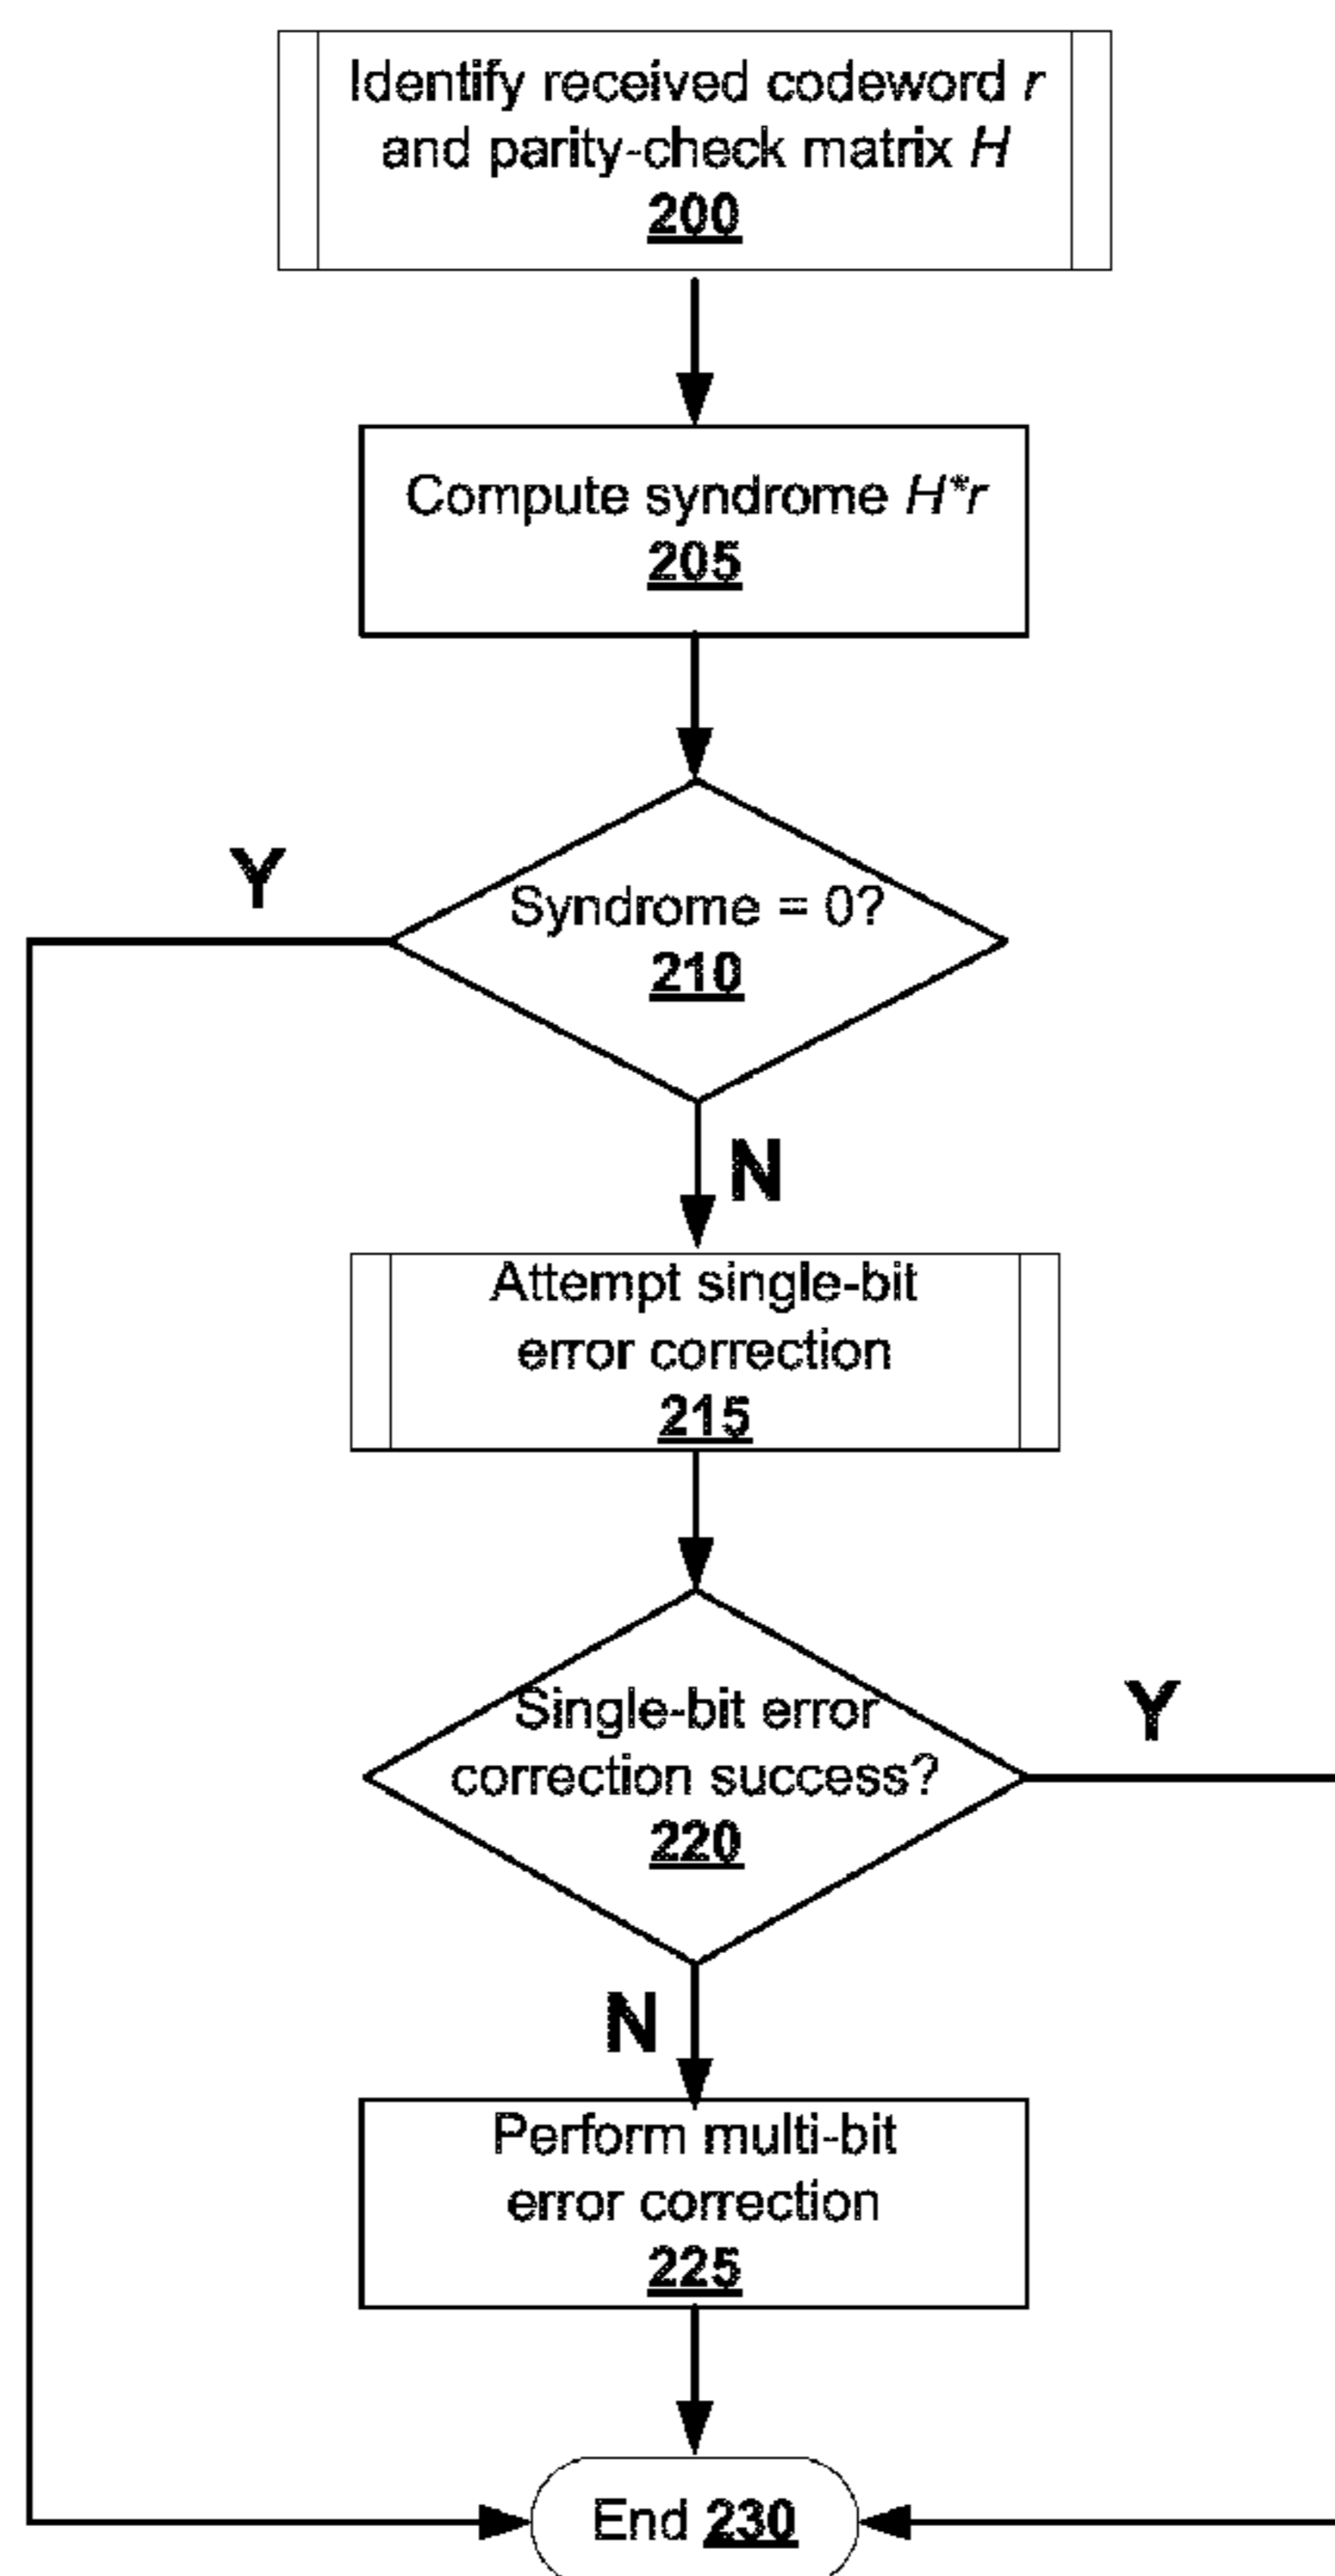 Identify received codeword r
and parity-check matrix H
200
Compute syndrome H*r
205
Y
Syndrome = 0?
210
N
Attempt single-bit
error correction
215
Single-bit error
correction success?
220
Y
N
Perform multi-bit
error correction
225
End 230